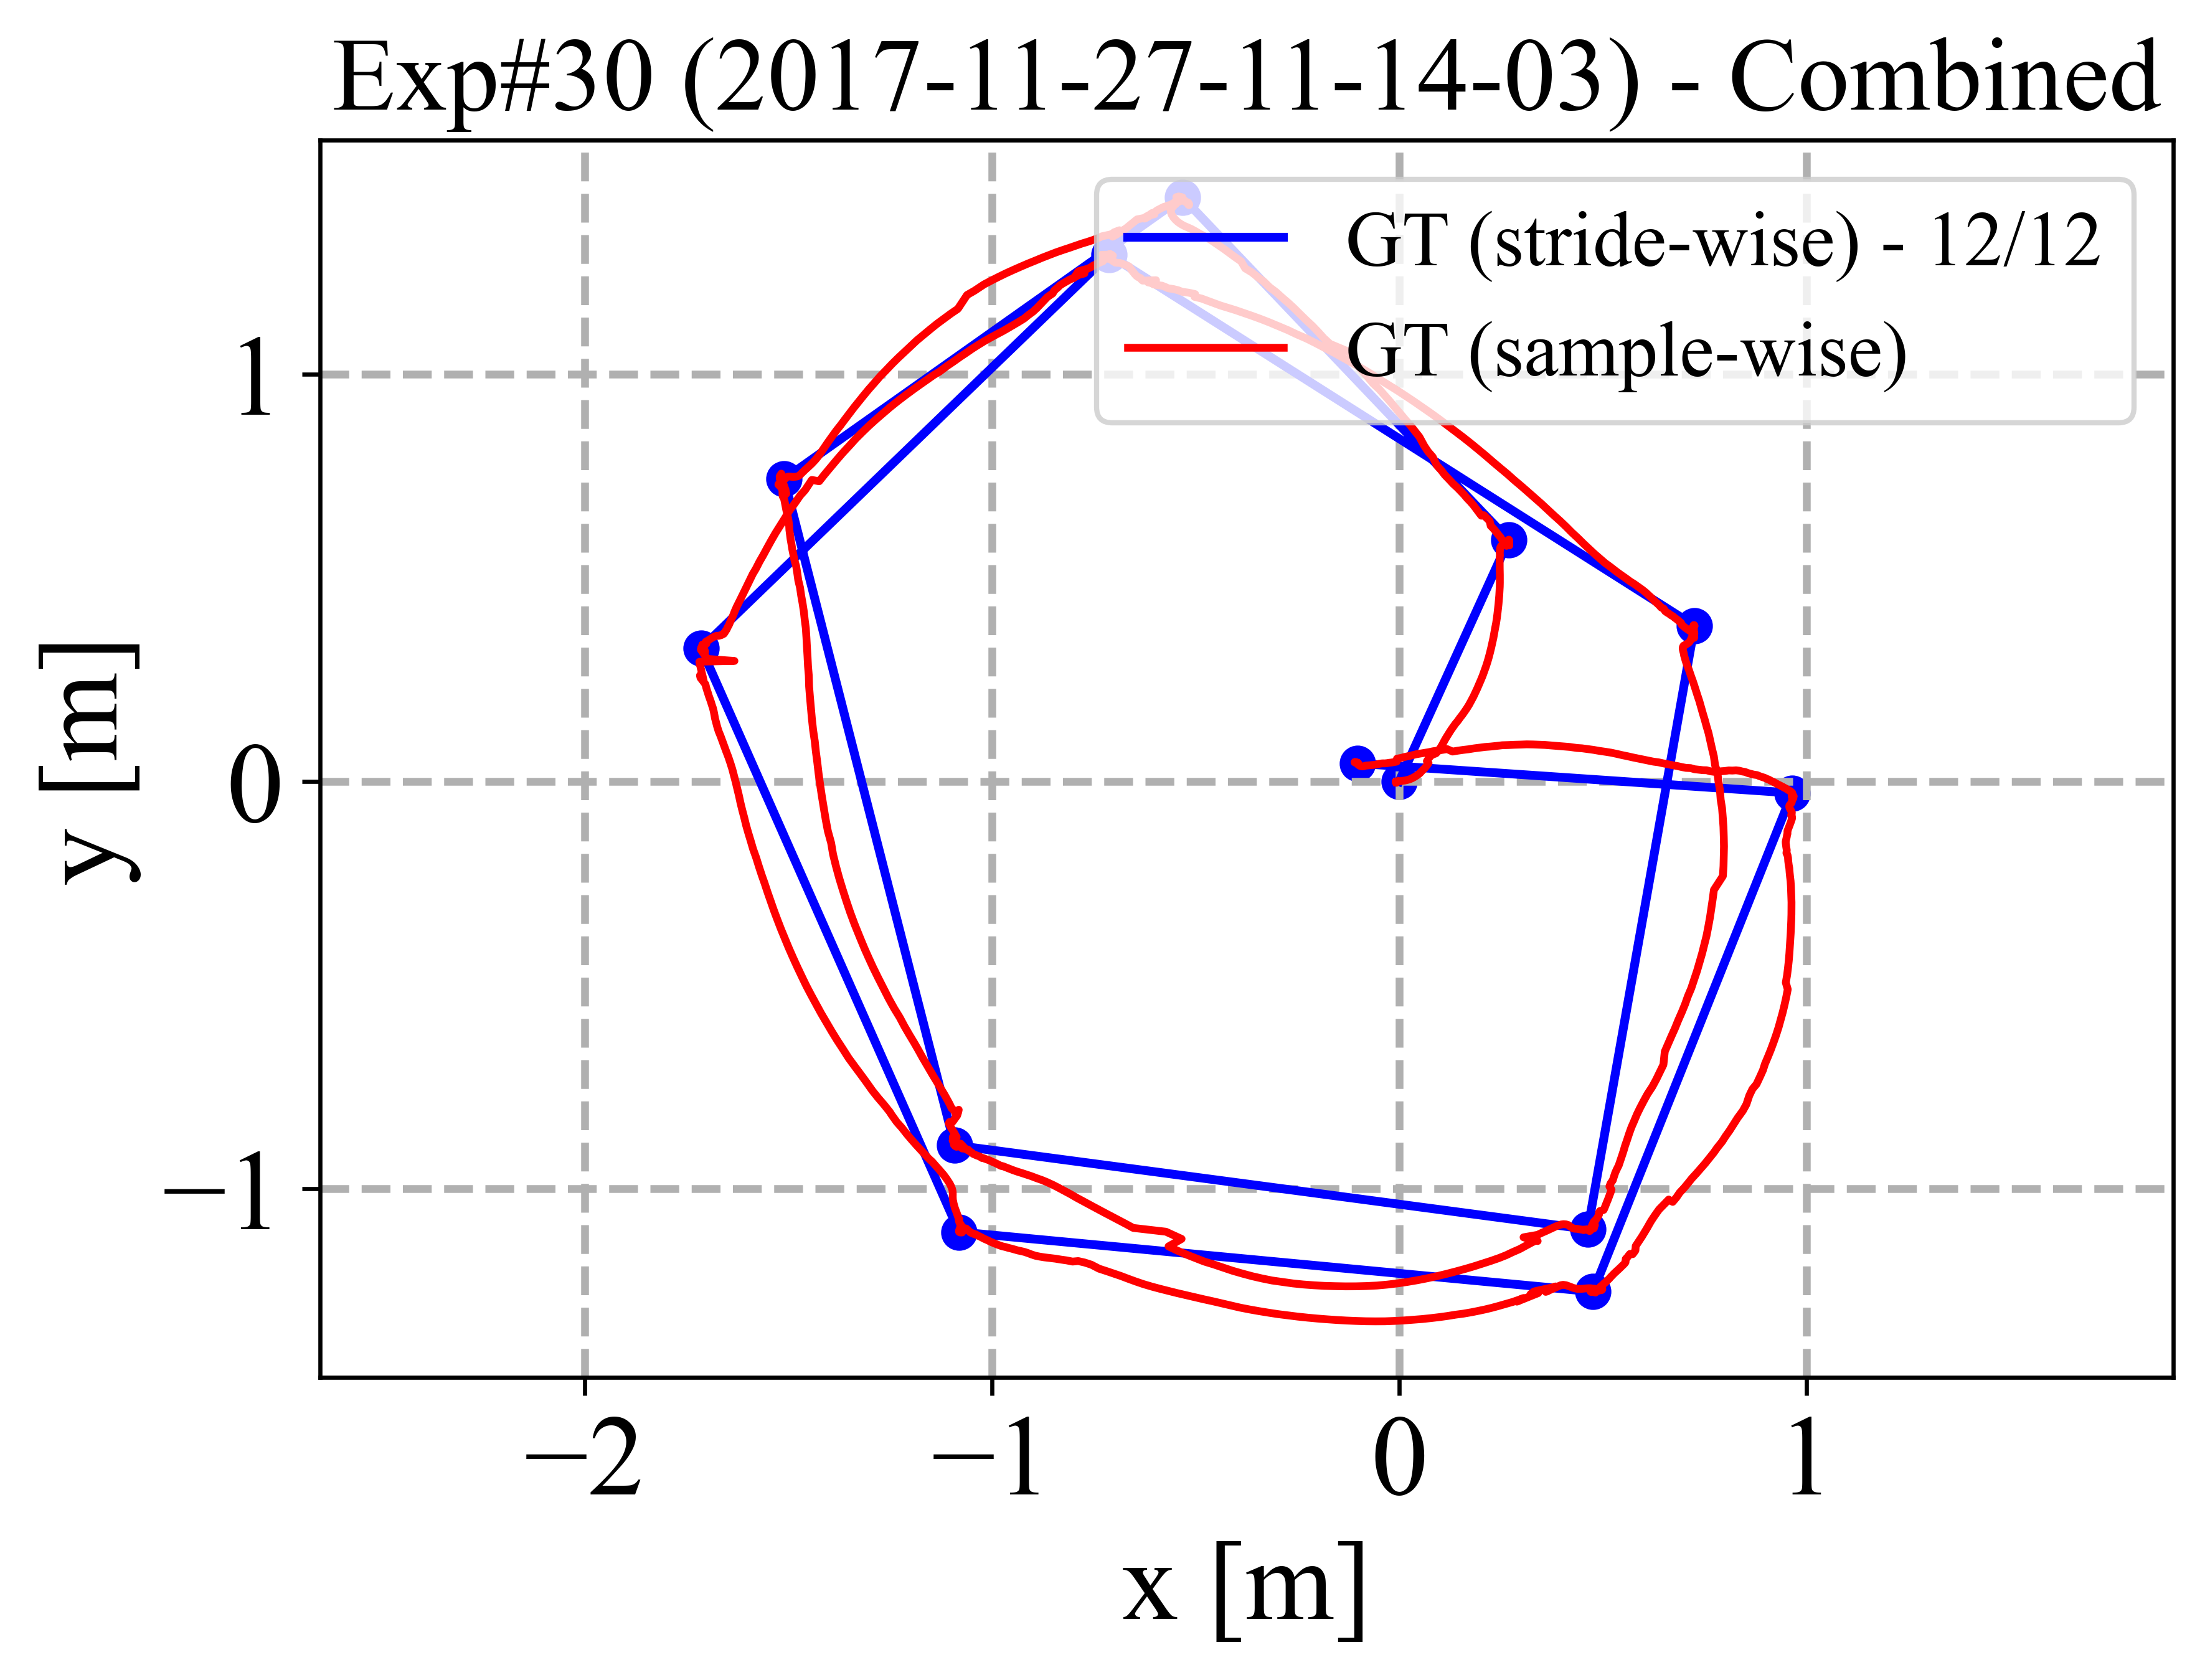 Exp#30 (2017-11-27-11-14-03) - Combined
GT (stride-wise) - 12/12
GT (sample-wise)
1
0
−1
y [m]
−2
−1
0
1
x [m]